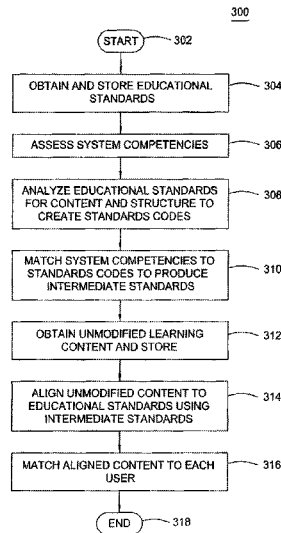 300
START 302
OBTAIN AND STORE EDUCATIONAL
STANDARDS
304
ASSESS SYSTEM COMPETENCIES 306
ANALYZE EDUCATIONAL STANDARDS
FOR CONTENT AND STRUCTURE TO
CREATE STANDARDS CODES
308
MATCH SYSTEM COMPETENCIES TO
STANDARDS CODES TO PRODUCE
INTERMEDIATE STANDARDS
310
OBTAIN UNMODIFIED LEARNING
CONTENT AND STORE
312
ALIGN UNMODIFIED CONTENT TO
EDUCATIONAL STANDARDS USING
INTERMEDIATE STANDARDS
314
MATCH ALIGNED CONTENT TO EACH
USER
316
END 318